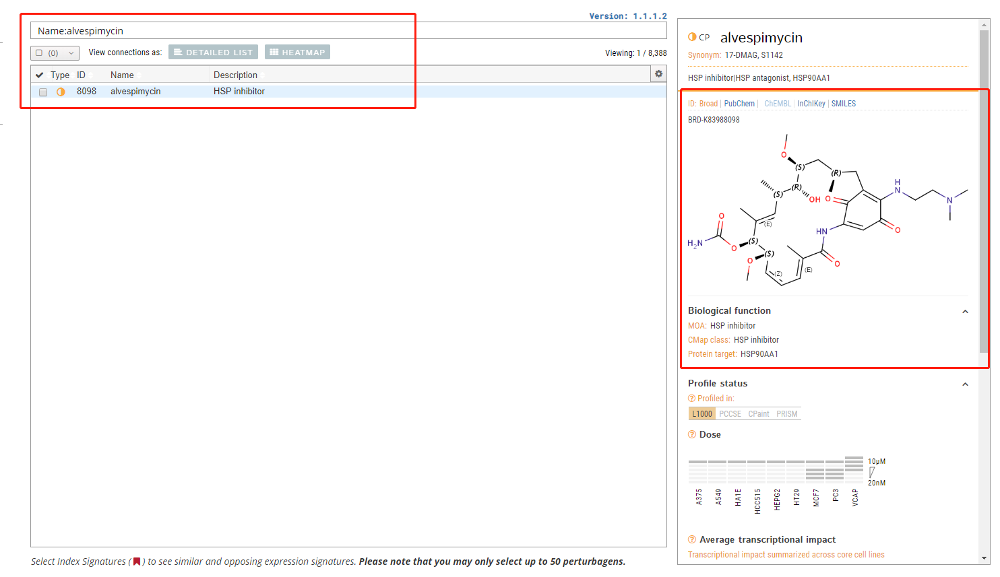 Version: 1.1.1.2
Name:alvespimycin
(0)
View connections as:
DETAILED LIST
HEATMAP
Viewing: 1 / 8,388
Type ID Name Description
8098 alvespimycin HSP inhibitor
Select Index Signatures ( ) to see similar and opposing expression signatures. Please note that you may only select up to 50 perturbagens.
CP alvespimycin
Synonym: 17-DMAG, S1142
HSP inhibitor|HSP antagonist, HSP90AA1
ID: Broad | PubChem | ChEMBL | InChIKey | SMILES
BRD-K83988098
O
(S)
(R)
(R)
(S)
OH
O
H
N
N
(E)
O
O
HN
H2N
O
(S)
O
(S)
(Z)
(E)
O
Biological function
MOA: HSP inhibitor
CMap class: HSP inhibitor
Protein target: HSP90AA1
Profile status
? Profiled in:
L1000 PCCSE CPaint PRISM
? Dose
10μM
20nM
A375
A549
HA1E
HCC515
HEPG2
HT29
MCF7
PC3
VCAP
? Average transcriptional impact
Transcriptional impact summarized across core cell lines